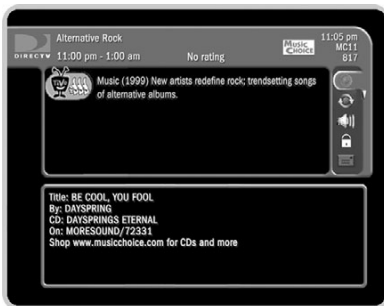 Alternative Rock
11:05 pm
Music Choice
MC11
DIRECTV 11:00 pm - 1:00 am No rating
817
TiVo
Music (1999) New artists redefine rock; trendsetting songs
of alternative albums.
Title: BE COOL, YOU FOOL
By: DAYSPRING
CD: DAYSPRINGS ETERNAL
On: MORESOUND/72331
Shop www.musicchoice.com for CDs and more